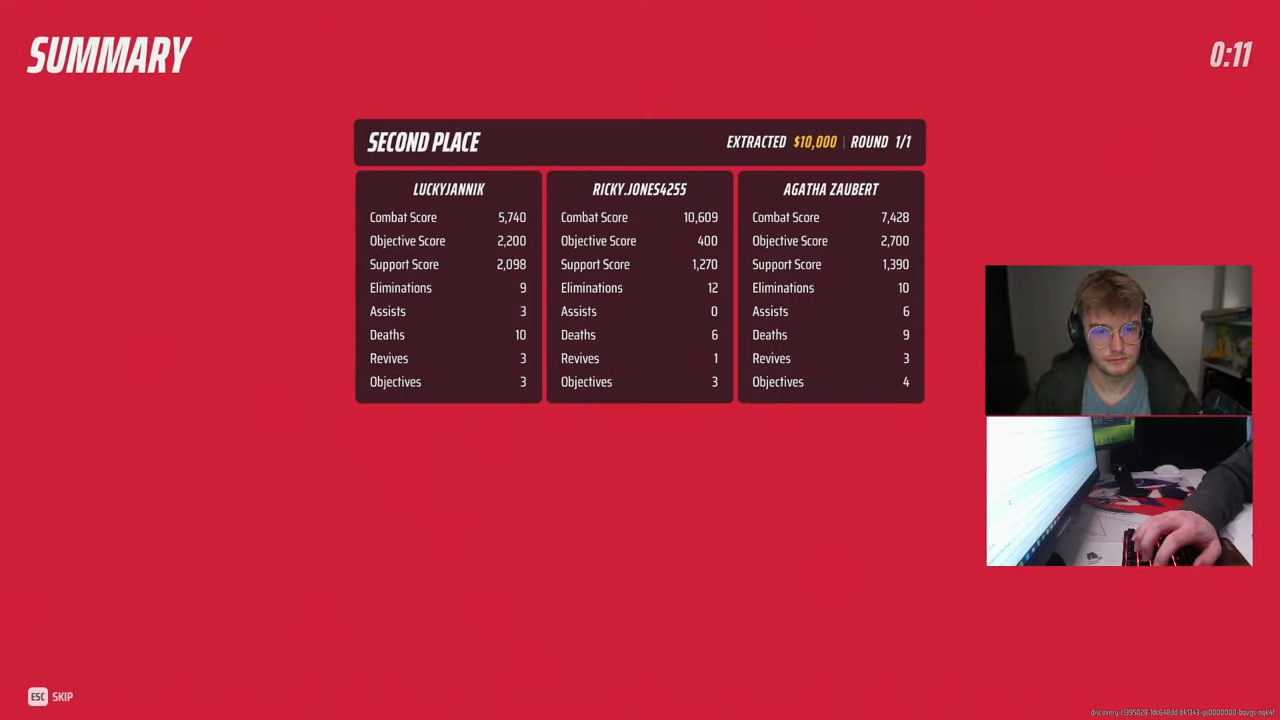 SUMMARY
0:11
SECOND PLACE
EXTRACTED $10,000 | ROUND 1/1
LUCKYJANNIK
Combat Score 5,740
Objective Score 2,200
Support Score 2,098
Eliminations 9
Assists 3
Deaths 10
Revives 3
Objectives 3
RICKY.JONES4255
Combat Score 10,609
Objective Score 400
Support Score 1,270
Eliminations 12
Assists 0
Deaths 6
Revives 1
Objectives 3
AGATHA ZAUBERT
Combat Score 7,428
Objective Score 2,700
Support Score 1,390
Eliminations 10
Assists 6
Deaths 9
Revives 3
Objectives 4
ESC SKIP